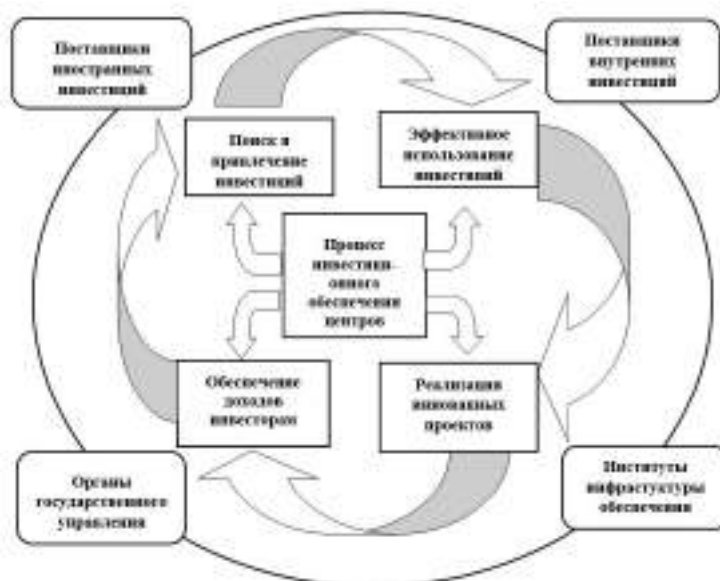 Поставщики
иностранных
инвестиций
Поставщики
внутренних
инвестиций
Поиск и
привлечение
инвестиций
Эффективное
использование
инвестиций
Процесс
инвестици-
онного
обеспечения
центров
Обеспечение
доходов
инвесторам
Реализация
инновацных
проектов
Органы
государственного
управления
Институты
инфраструктуры
обеспечения